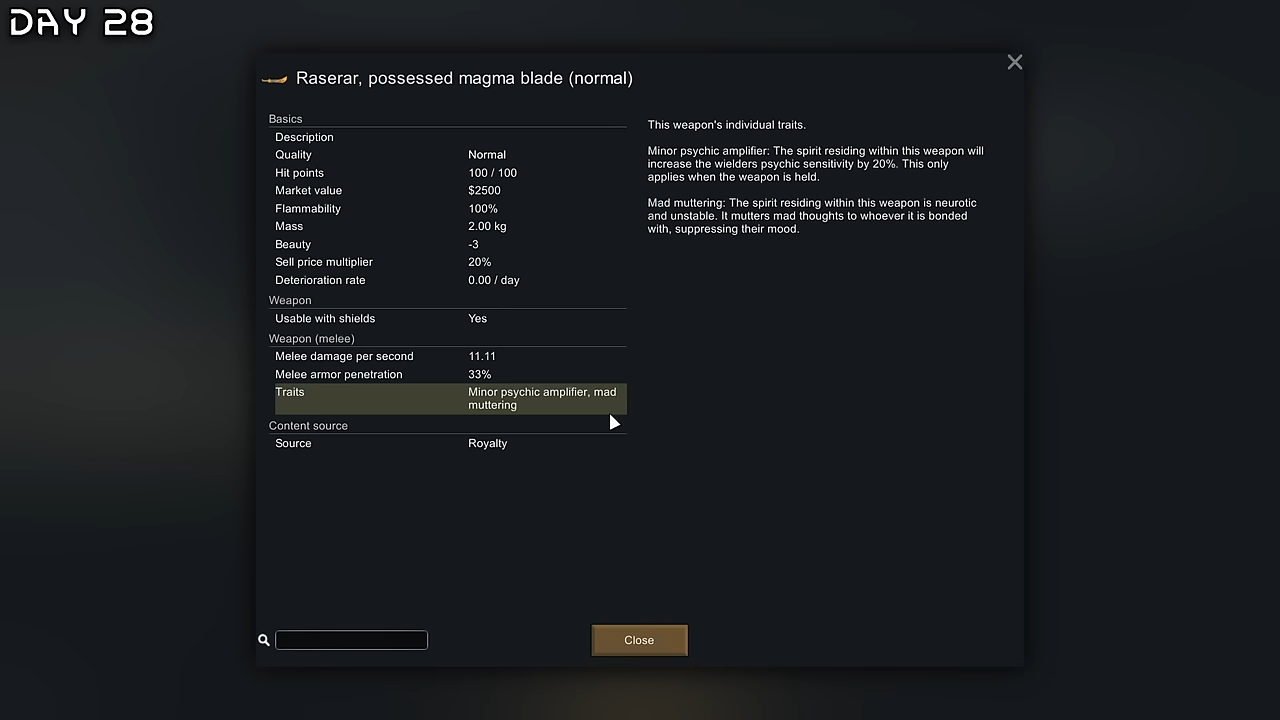 DAY 28
Raserar, possessed magma blade (normal)
Basics
Description
Quality Normal
Hit points 100 / 100
Market value $2500
Flammability 100%
Mass 2.00 kg
Beauty -3
Sell price multiplier 20%
Deterioration rate 0.00 / day
Weapon
Usable with shields Yes
Weapon (melee)
Melee damage per second 11.11
Melee armor penetration 33%
Traits Minor psychic amplifier, mad
muttering
Content source
Source Royalty
This weapon's individual traits.
Minor psychic amplifier: The spirit residing within this weapon will
increase the wielders psychic sensitivity by 20%. This only
applies when the weapon is held.
Mad muttering: The spirit residing within this weapon is neurotic
and unstable. It mutters mad thoughts to whoever it is bonded
with, suppressing their mood.
Close